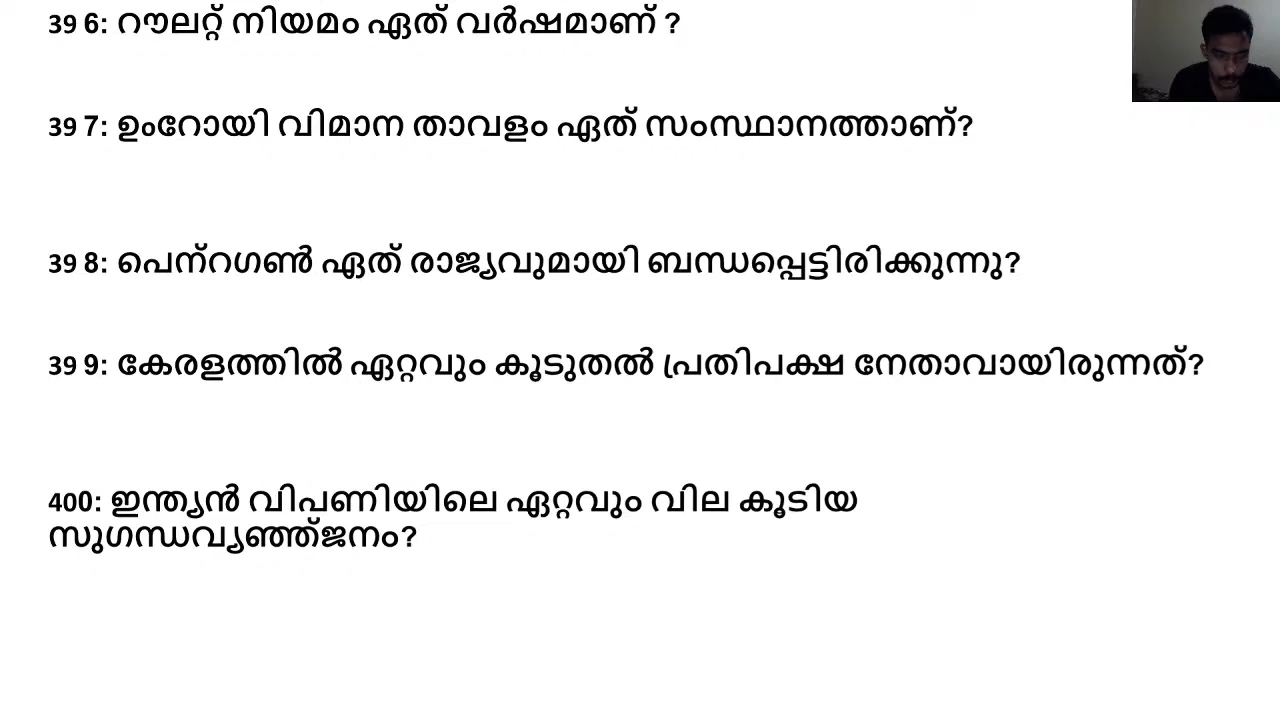 39 6: റൗലറ്റ് നിയമം ഏത് വർഷമാണ് ?
39 7: ഉംറോയി വിമാന താവളം ഏത് സംസ്ഥാനത്താണ്?
39 8: പെന്റഗൺ ഏത് രാജ്യവുമായി ബന്ധപ്പെട്ടിരിക്കുന്നു?
39 9: കേരളത്തിൽ ഏറ്റവും കൂടുതൽ പ്രതിപക്ഷ നേതാവായിരുന്നത്?
400: ഇന്ത്യൻ വിപണിയിലെ ഏറ്റവും വില കൂടിയ
സുഗന്ധവ്യഞ്ഞ്ജനം?